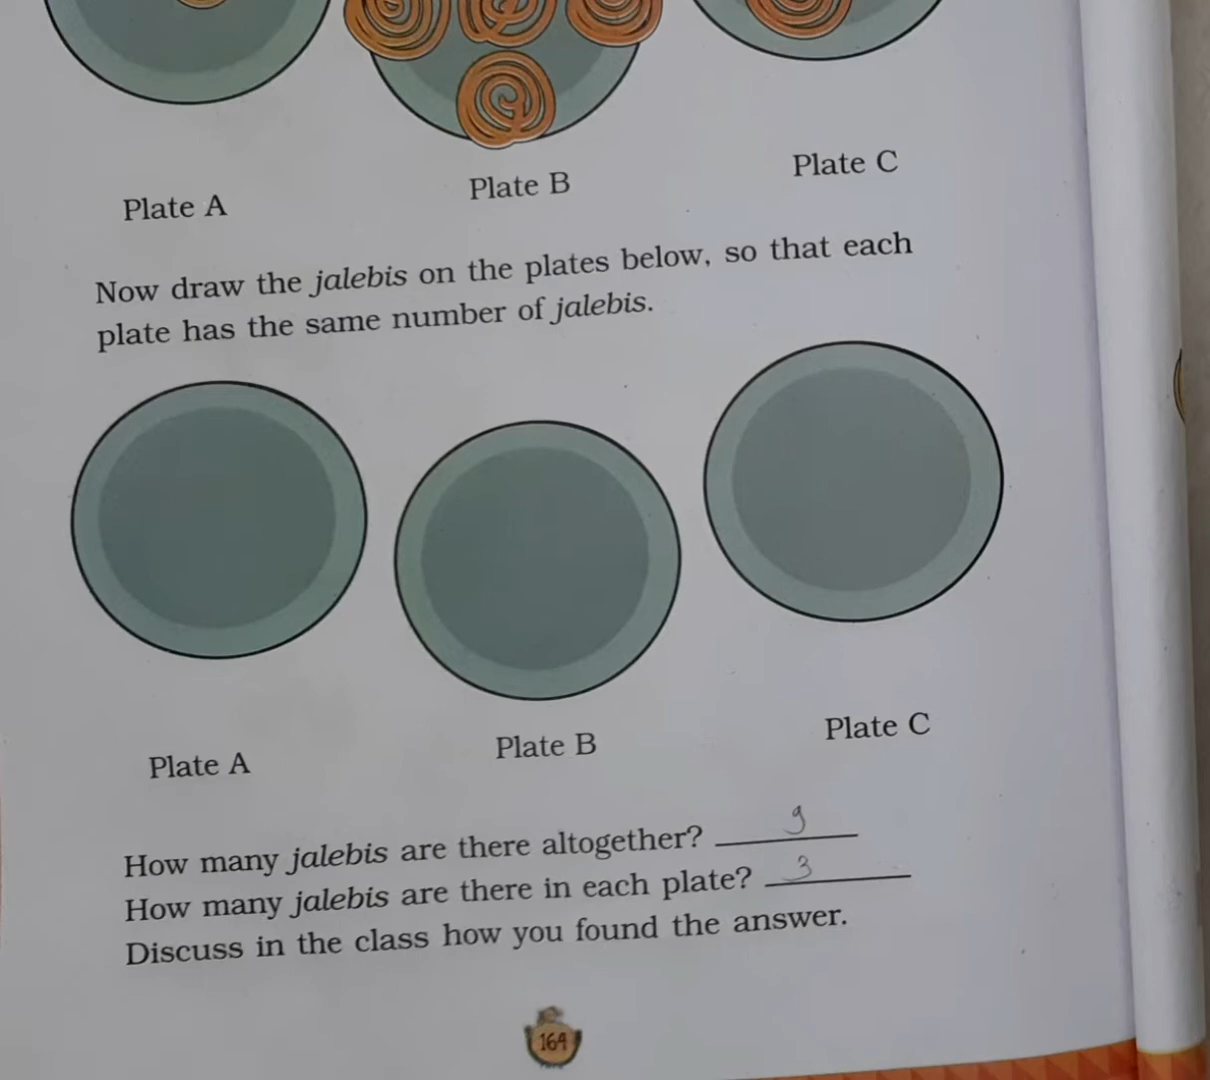 Plate A
Plate B
Plate C
Now draw the jalebis on the plates below, so that each
plate has the same number of jalebis.
Plate A
Plate B
Plate C
How many jalebis are there altogether? 9
How many jalebis are there in each plate? 3
Discuss in the class how you found the answer.
164